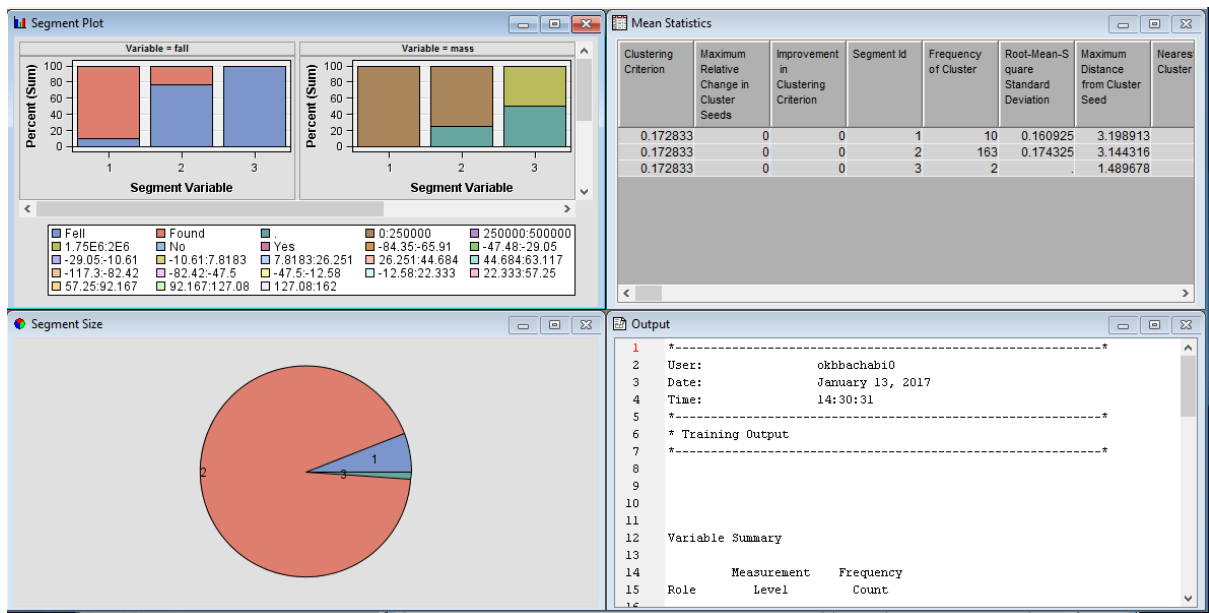 Segment Plot
Variable = fall
Variable = mass
Percent (Sum)
100
80
60
40
20
0
1 2 3
Segment Variable
Percent (Sum)
100
80
60
40
20
0
1 2 3
Segment Variable
Fell Found . 0:250000 250000:500000
1.75E6:2E6 No Yes -84.35:-65.91 -47.48:-29.05
-29.05:-10.61 -10.61:7.8183 7.8183:26.251 26.251:44.684 44.684:63.117
-117.3:-82.42 -82.42:-47.5 -47.5:-12.58 -12.58:22.333 22.333:57.25
57.25:92.167 92.167:127.08 127.08:162
Mean Statistics
Clustering Maximum Improvement Segment Id Frequency Root-Mean-S Maximum Neares
Criterion Relative in of Cluster quare Distance Cluster
Change in Clustering Standard from Cluster
Cluster Criterion Deviation Seed
Seeds
0.172833 0 0 1 10 0.160925 3.198913
0.172833 0 0 2 163 0.174325 3.144316
0.172833 0 0 3 2 . 1.489678
Segment Size
1
2
3
Output
1 *------------------------------------------------------------*
2 User: okbbachabi0
3 Date: January 13, 2017
4 Time: 14:30:31
5 *------------------------------------------------------------*
6 * Training Output
7 *------------------------------------------------------------*
8
9
10
11
12 Variable Summary
13
14 Measurement Frequency
15 Role Level Count
16